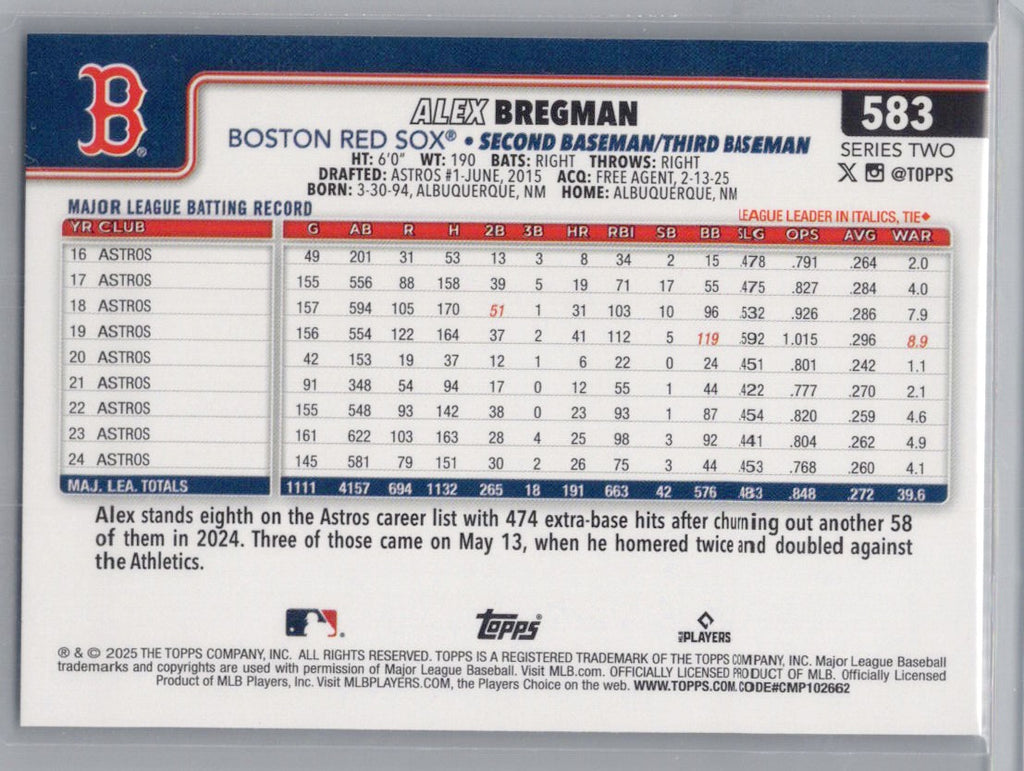 B
ALEX BREGMAN
583
BOSTON RED SOX® • SECOND BASEMAN/THIRD BASEMAN
SERIES TWO
HT: 6'0" WT: 190 BATS: RIGHT THROWS: RIGHT
@TOPPS
DRAFTED: ASTROS #1-JUNE, 2015 ACQ: FREE AGENT, 2-13-25
BORN: 3-30-94, ALBUQUERQUE, NM HOME: ALBUQUERQUE, NM
MAJOR LEAGUE BATTING RECORD
LEAGUE LEADER IN ITALICS, TIE◆
YR CLUB G AB R H 2B 3B HR RBI SB BB SLG OPS AVG WAR
16 ASTROS 49 201 31 53 13 3 8 34 2 15 .478 .791 .264 2.0
17 ASTROS 155 556 88 158 39 5 19 71 17 55 .475 .827 .284 4.0
18 ASTROS 157 594 105 170 51 1 31 103 10 96 .532 .926 .286 7.9
19 ASTROS 156 554 122 164 37 2 41 112 5 119 .592 1.015 .296 8.9
20 ASTROS 42 153 19 37 12 1 6 22 0 24 .451 .801 .242 1.1
21 ASTROS 91 348 54 94 17 0 12 55 1 44 .422 .777 .270 2.1
22 ASTROS 155 548 93 142 38 0 23 93 1 87 .454 .820 .259 4.6
23 ASTROS 161 622 103 163 28 4 25 98 3 92 .441 .804 .262 4.9
24 ASTROS 145 581 79 151 30 2 26 75 3 44 .453 .768 .260 4.1
MAJ. LEA. TOTALS 1111 4157 694 1132 265 18 191 663 42 576 .483 .848 .272 39.6
Alex stands eighth on the Astros career list with 474 extra-base hits after churning out another 58
of them in 2024. Three of those came on May 13, when he homered twice and doubled against
the Athletics.
topps® PLAYERS
® & © 2025 THE TOPPS COMPANY, INC. ALL RIGHTS RESERVED. TOPPS IS A REGISTERED TRADEMARK OF THE TOPPS COMPANY, INC. Major League Baseball
trademarks and copyrights are used with permission of Major League Baseball. Visit MLB.com. OFFICIALLY LICENSED PRODUCT OF MLB. Officially Licensed
Product of MLB Players, Inc. Visit MLBPLAYERS.COM, the Players Choice on the web. WWW.TOPPS.COM. CODE#CMP102662